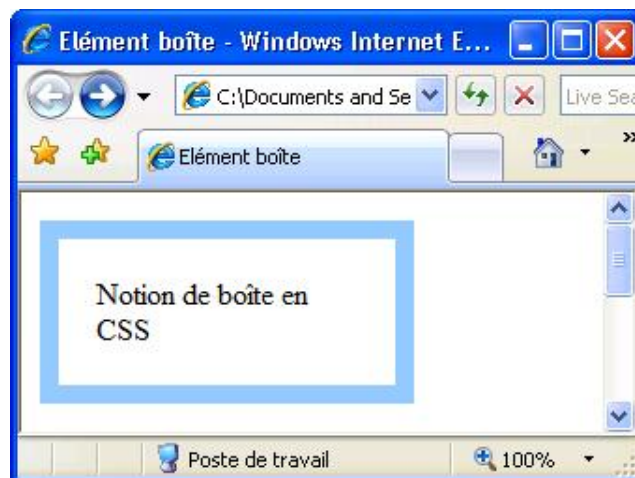 Elément boîte - Windows Internet E...
C:\Documents and Se
Live Sea
Elément boîte
Notion de boîte en
CSS
Poste de travail
100%